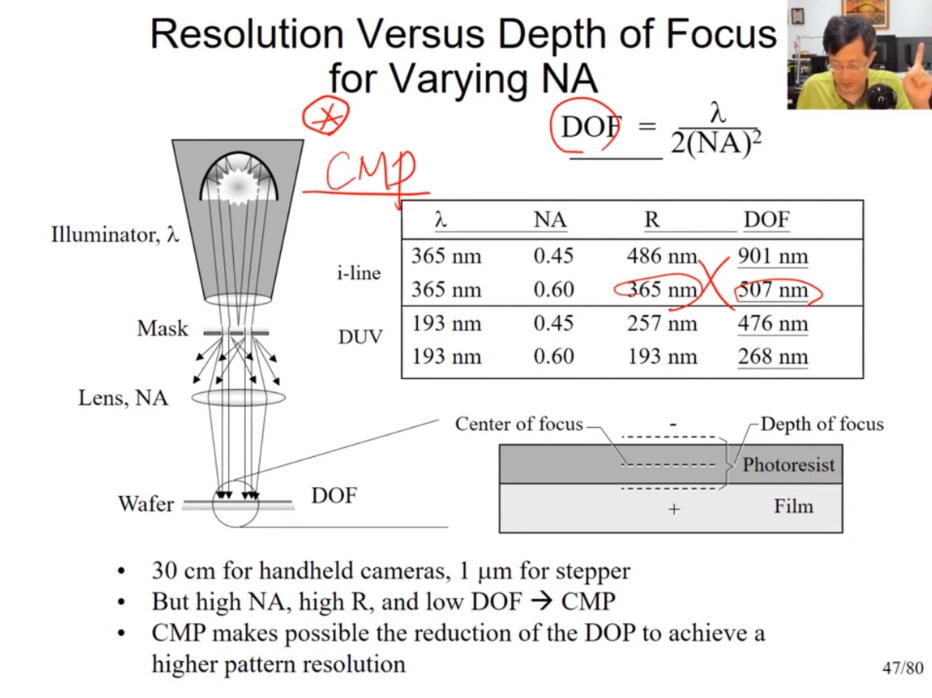 Resolution Versus Depth of Focus
for Varying NA
CMP
DOF = λ / 2(NA)²
Illuminator, λ
Mask
Lens, NA
Wafer
DOF
i-line
DUV
λ NA R DOF
365 nm 0.45 486 nm 901 nm
365 nm 0.60 365 nm 507 nm
193 nm 0.45 257 nm 476 nm
193 nm 0.60 193 nm 268 nm
Center of focus
-
Depth of focus
Photoresist
+
Film
• 30 cm for handheld cameras, 1 μm for stepper
• But high NA, high R, and low DOF → CMP
• CMP makes possible the reduction of the DOP to achieve a
higher pattern resolution
47/80